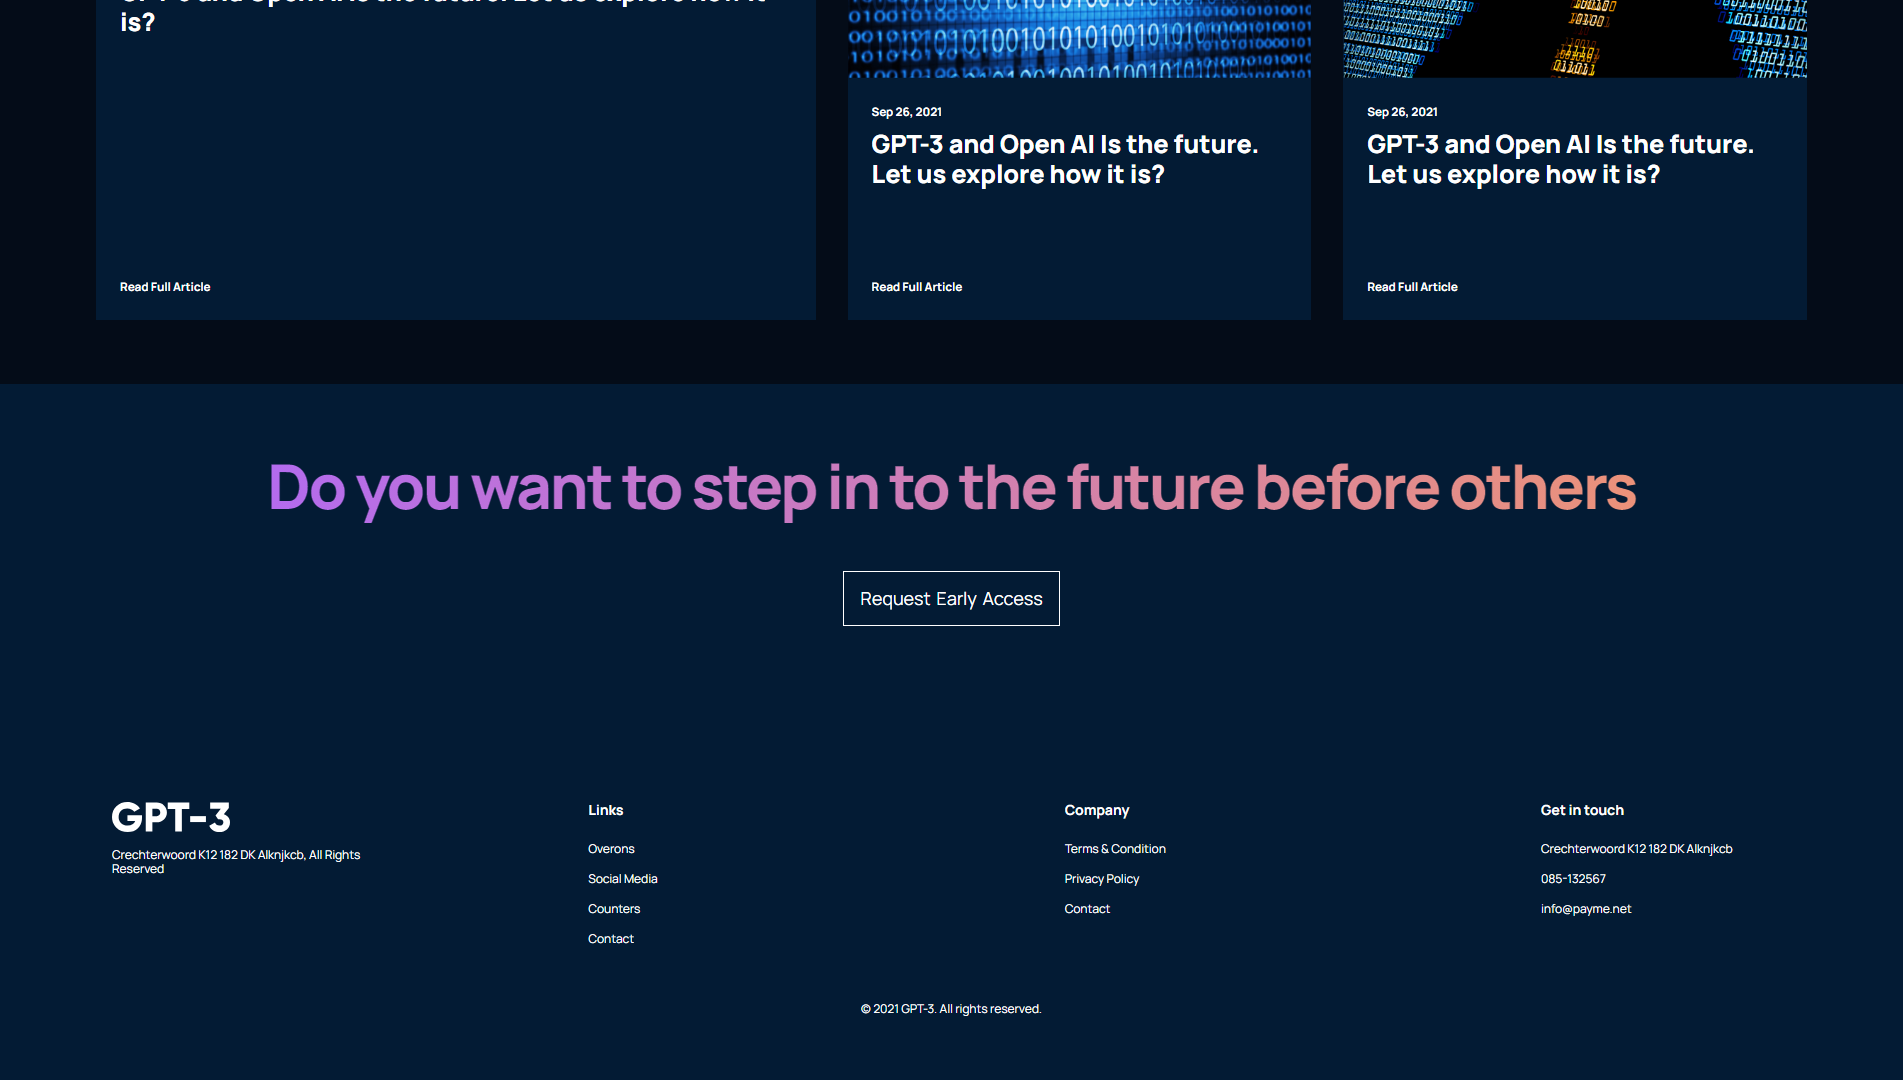 is?
Read Full Article
Sep 26, 2021
GPT-3 and Open AI Is the future.
Let us explore how it is?
Read Full Article
Sep 26, 2021
GPT-3 and Open AI Is the future.
Let us explore how it is?
Read Full Article
Do you want to step in to the future before others
Request Early Access
GPT-3
Crechterwoord K12 182 DK Alknjkcb, All Rights
Reserved
Links
Overons
Social Media
Counters
Contact
Company
Terms & Condition
Privacy Policy
Contact
Get in touch
Crechterwoord K12 182 DK Alknjkcb
085-132567
info@payme.net
© 2021 GPT-3. All rights reserved.